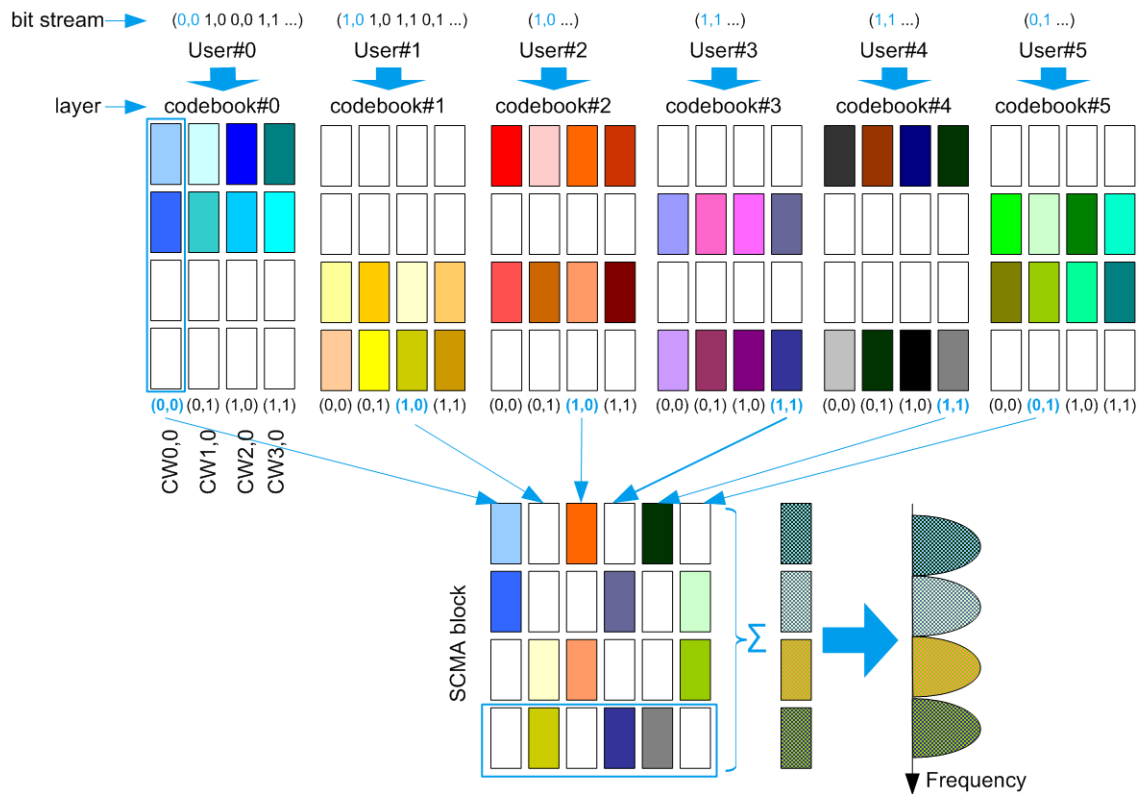 bit stream (0,0 1,0 0,0 1,1 ...) (1,0 1,0 1,1 0,1 ...) (1,0 ...) (1,1 ...) (1,1 ...) (0,1 ...)
User#0 User#1 User#2 User#3 User#4 User#5
layer codebook#0 codebook#1 codebook#2 codebook#3 codebook#4 codebook#5
(0,0) (0,1) (1,0) (1,1) (0,0) (0,1) (1,0) (1,1) (0,0) (0,1) (1,0) (1,1) (0,0) (0,1) (1,0) (1,1) (0,0) (0,1) (1,0) (1,1) (0,0) (0,1) (1,0) (1,1)
CW0,0
CW1,0
CW2,0
CW3,0
SCMA block
Σ
Frequency